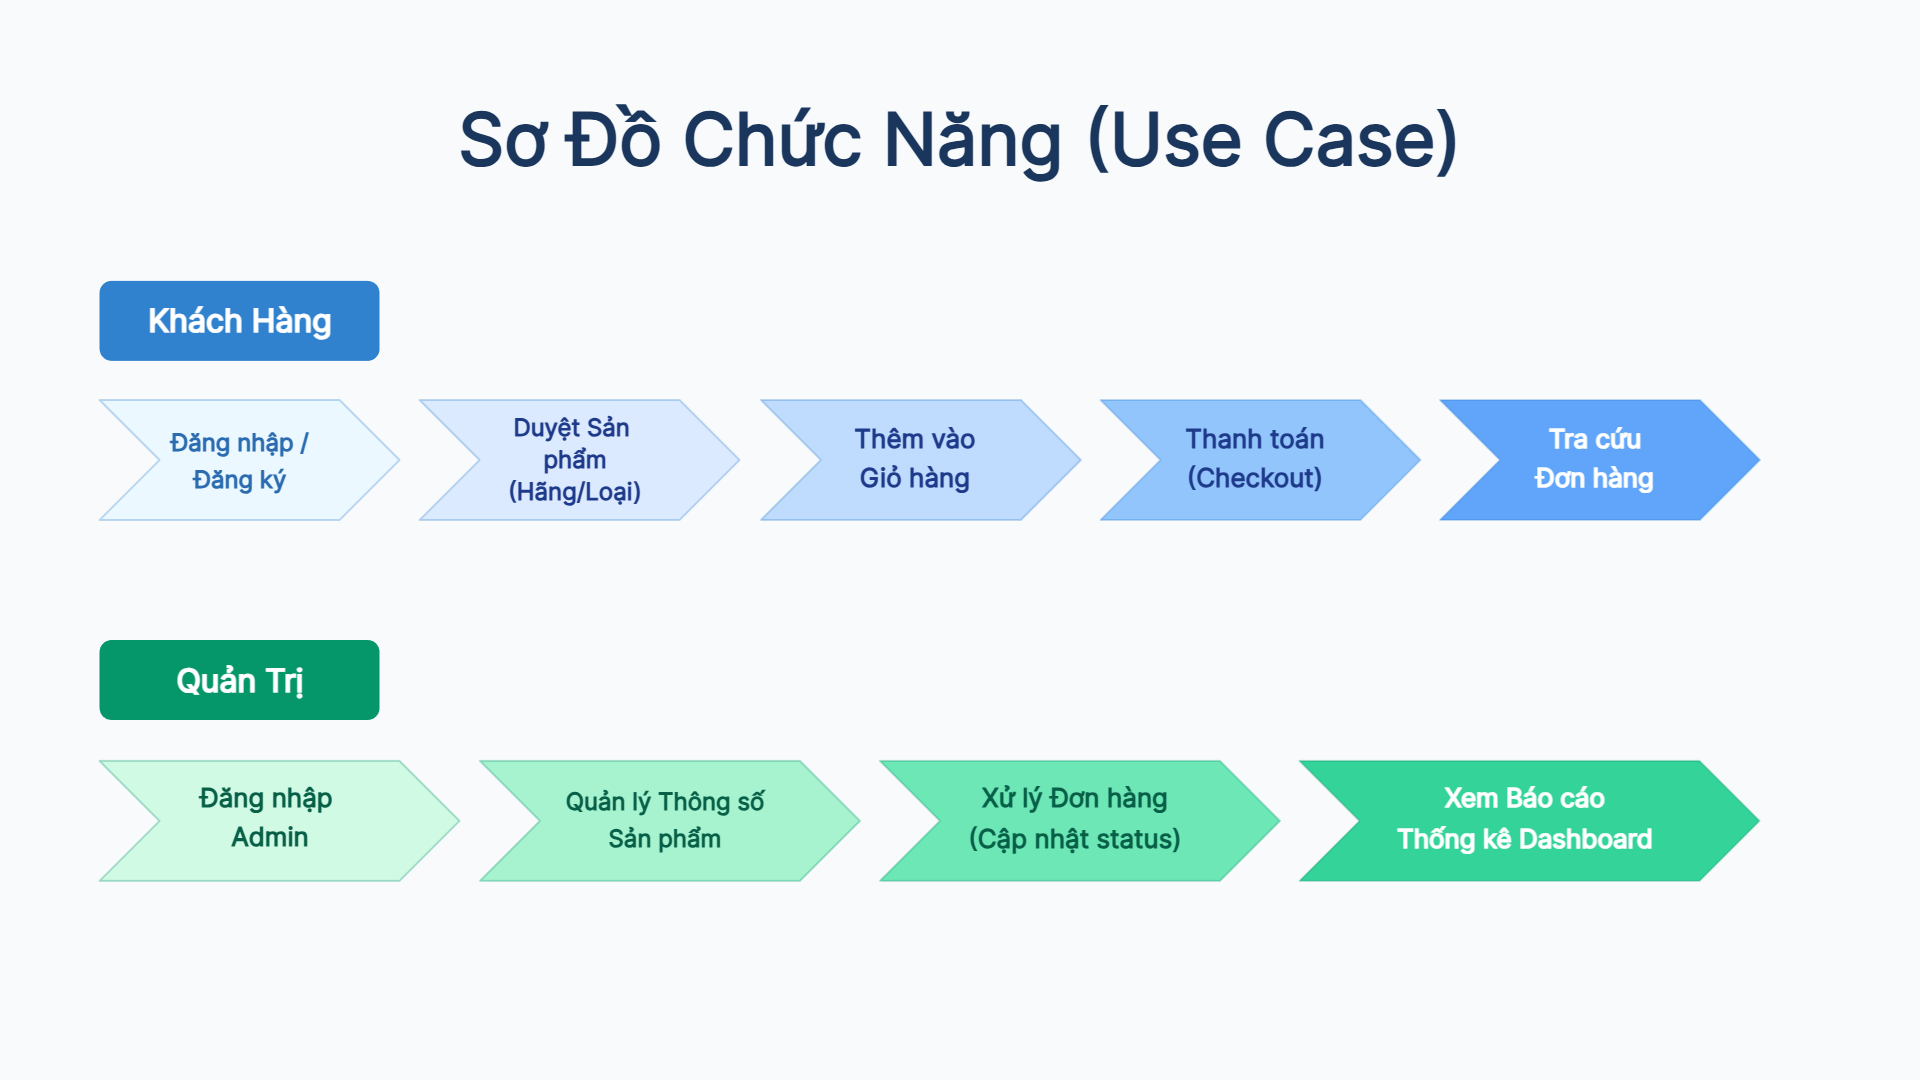 Sơ Đồ Chức Năng (Use Case)
Khách Hàng
Đăng nhập /
Đăng ký
Duyệt Sản
phẩm
(Hãng/Loại)
Thêm vào
Giỏ hàng
Thanh toán
(Checkout)
Tra cứu
Đơn hàng
Quản Trị
Đăng nhập
Admin
Quản lý Thông số
Sản phẩm
Xử lý Đơn hàng
(Cập nhật status)
Xem Báo cáo
Thống kê Dashboard